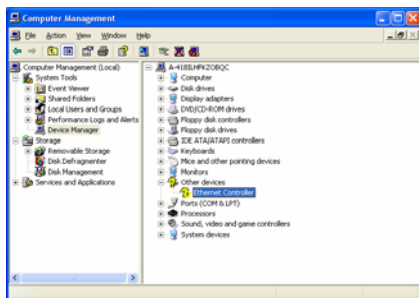 Computer Management
File Action View Window Help
Computer Management (Local)
System Tools
Event Viewer
Shared Folders
Local Users and Groups
Performance Logs and Alerts
Device Manager
Storage
Removable Storage
Disk Defragmenter
Disk Management
Services and Applications
A-418ILHFKZOBQC
Computer
Disk drives
Display adapters
DVD/CD-ROM drives
Floppy disk controllers
Floppy disk drives
IDE ATA/ATAPI controllers
Keyboards
Mice and other pointing devices
Monitors
Other devices
Ethernet Controller
Ports (COM & LPT)
Processors
Sound, video and game controllers
System devices